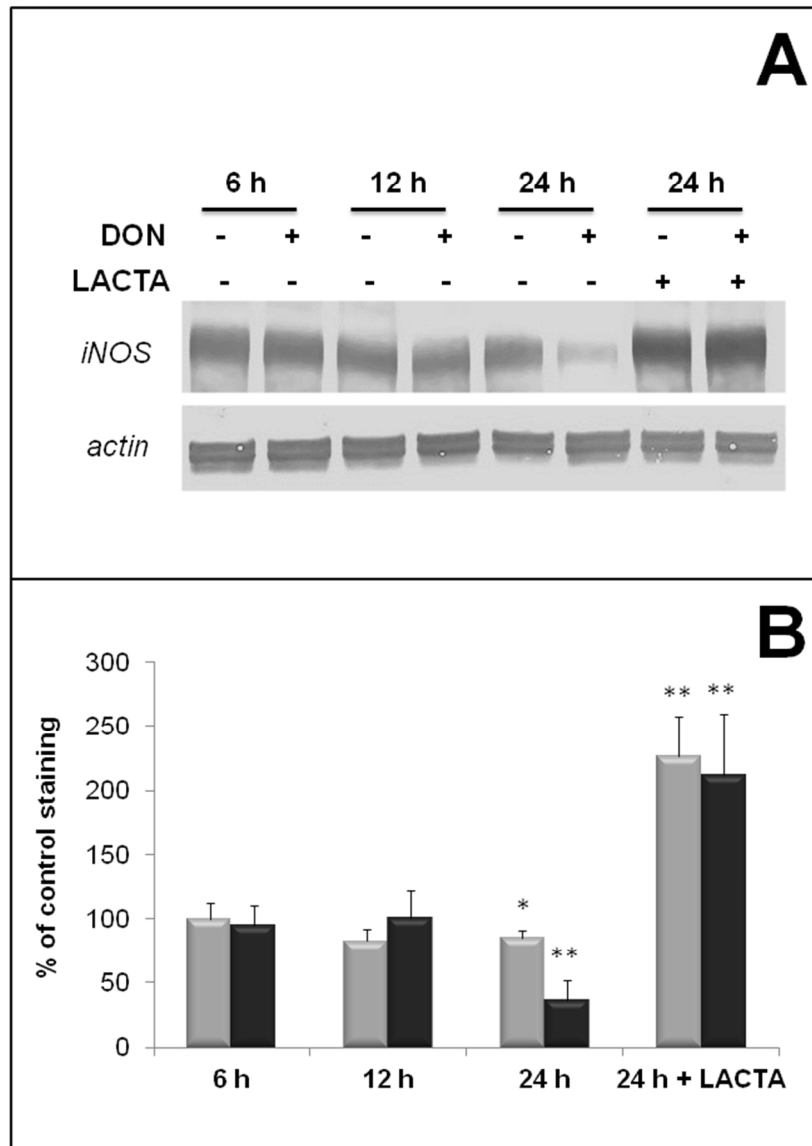 A
6 h 12 h 24 h 24 h
DON - + - + - + - +
LACTA - - - - - - + +
iNOS
actin
B
300
250
200
150
100
50
0
% of control staining
** **
*
**
6 h 12 h 24 h 24 h + LACTA